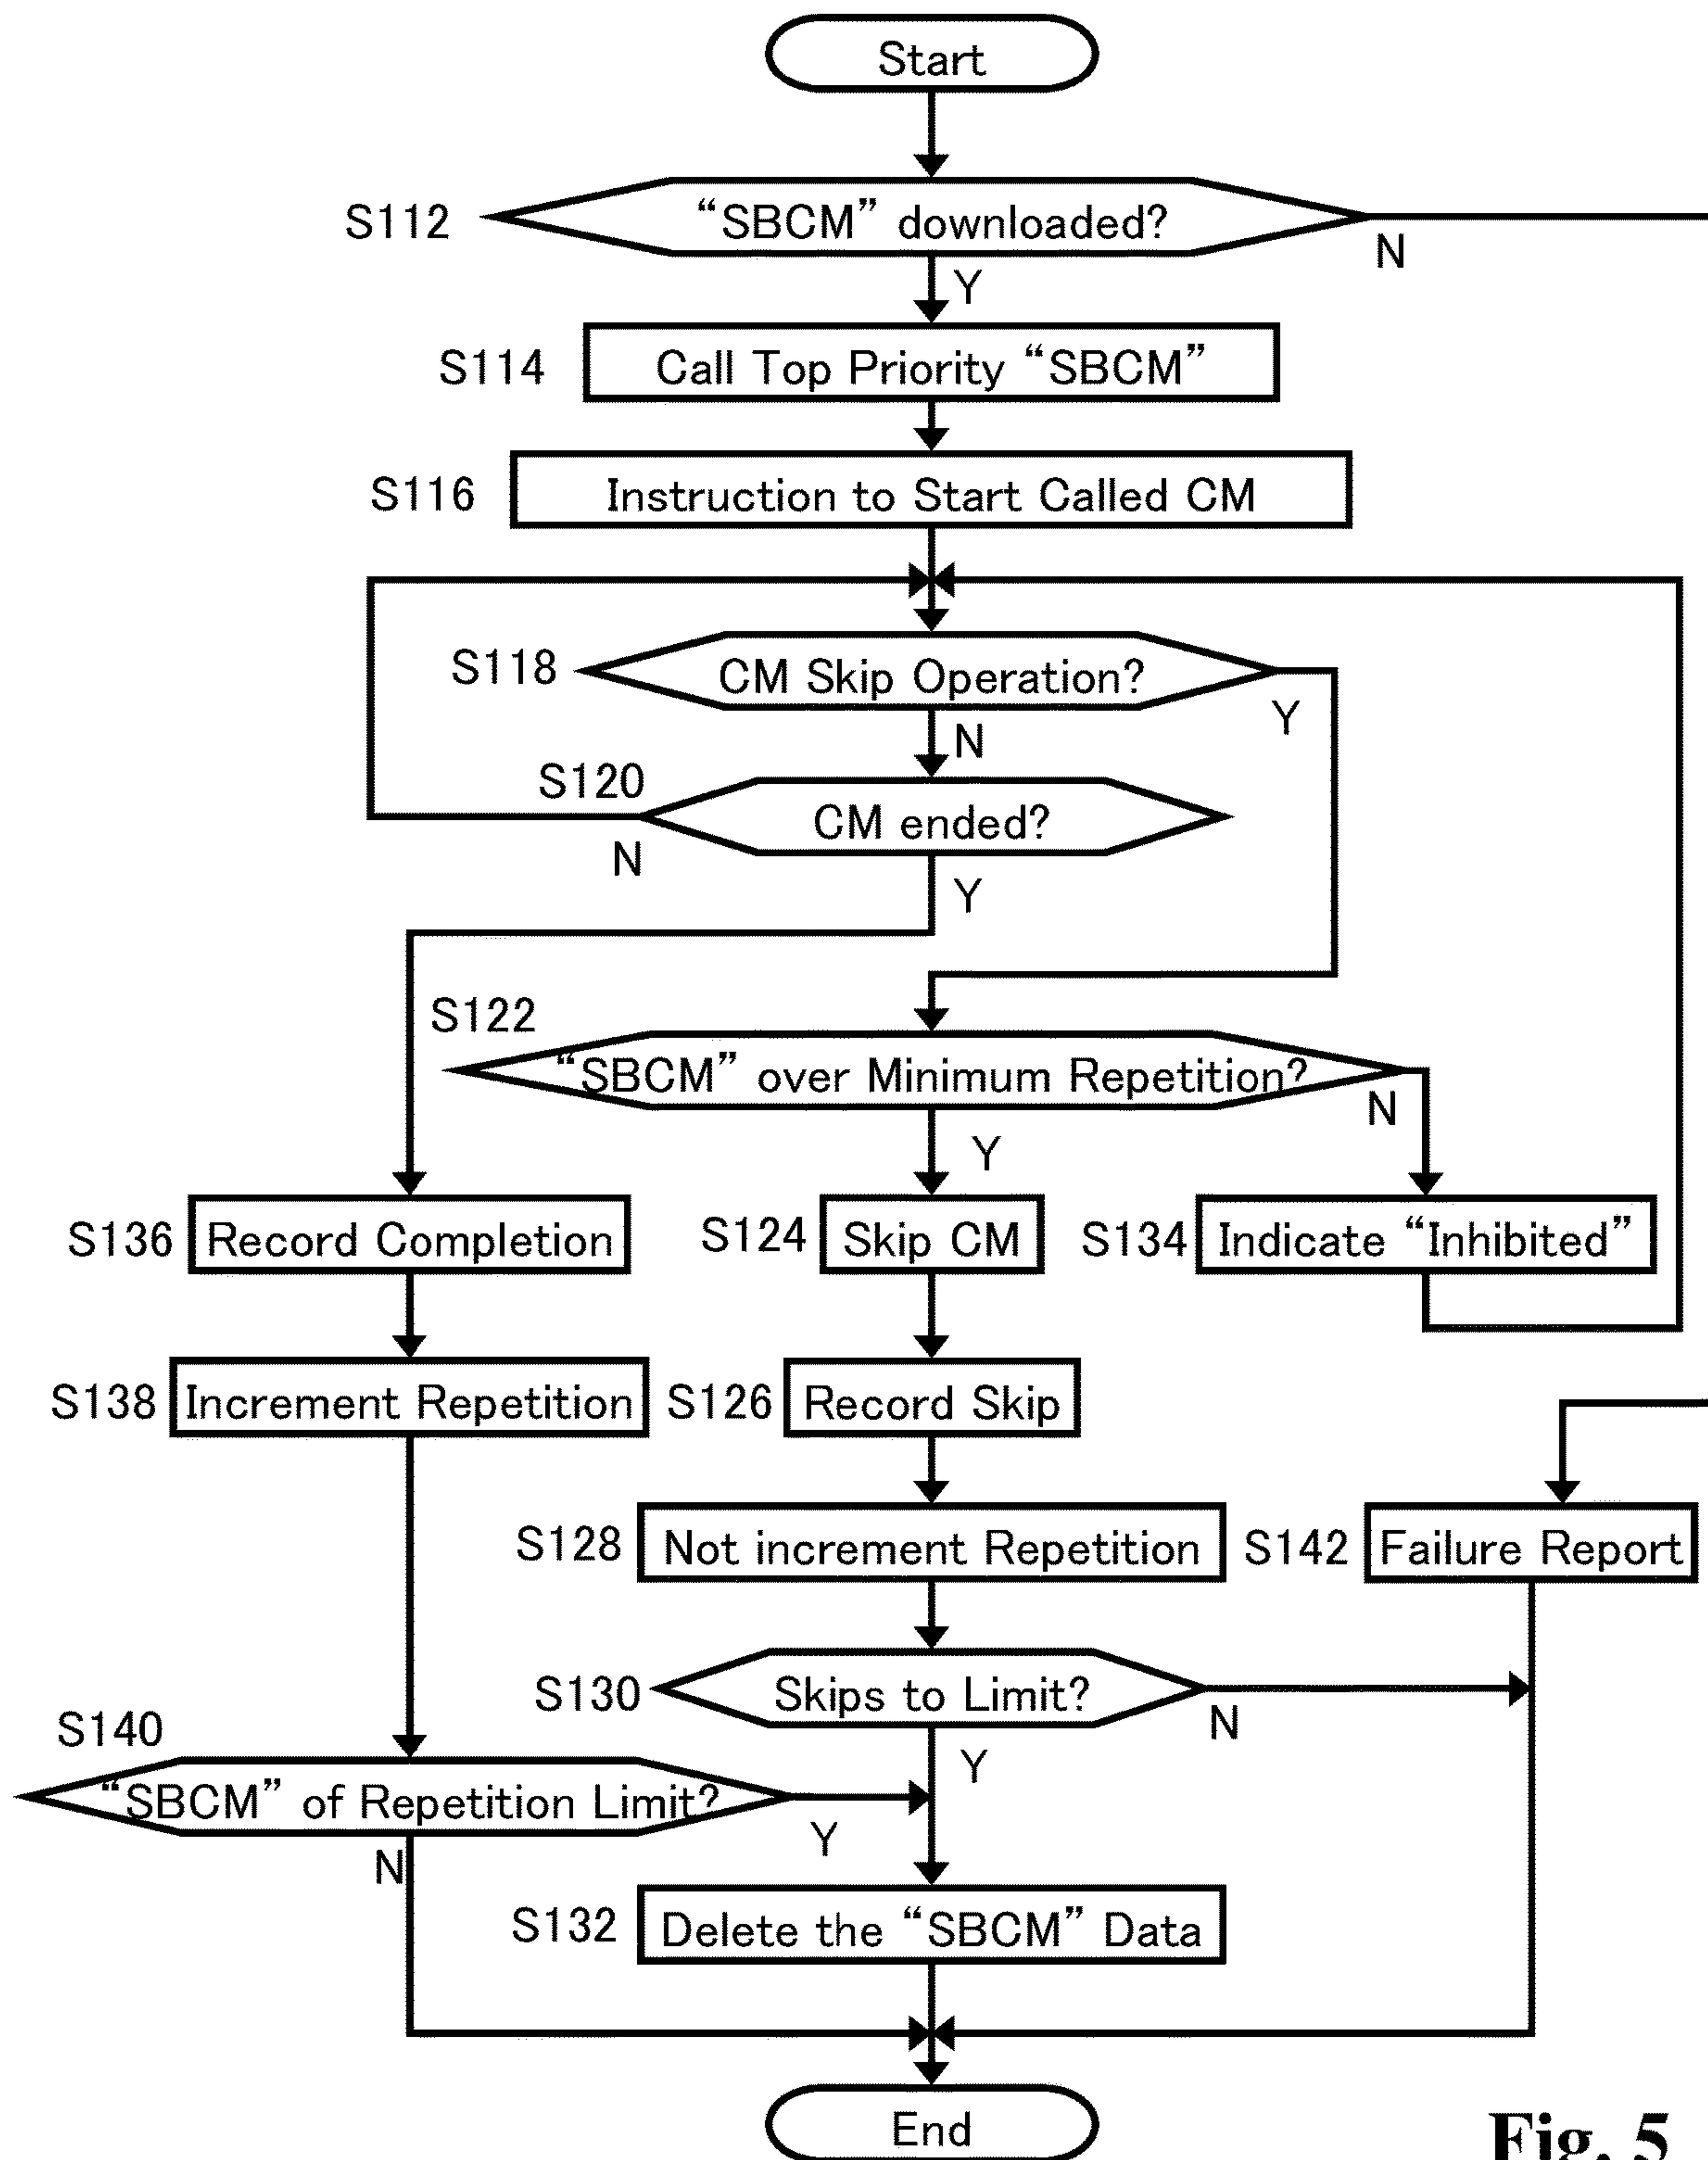 Start
S112
“SBCM” downloaded?
N
Y
S114
Call Top Priority “SBCM”
S116
Instruction to Start Called CM
S118
CM Skip Operation?
Y
N
S120
CM ended?
N
Y
S122
“SBCM” over Minimum Repetition?
N
Y
S136
Record Completion
S124
Skip CM
S134
Indicate “Inhibited”
S138
Increment Repetition
S126
Record Skip
S128
Not increment Repetition
S142
Failure Report
S130
Skips to Limit?
N
Y
S140
“SBCM” of Repetition Limit?
Y
N
S132
Delete the “SBCM” Data
End
Fig. 5